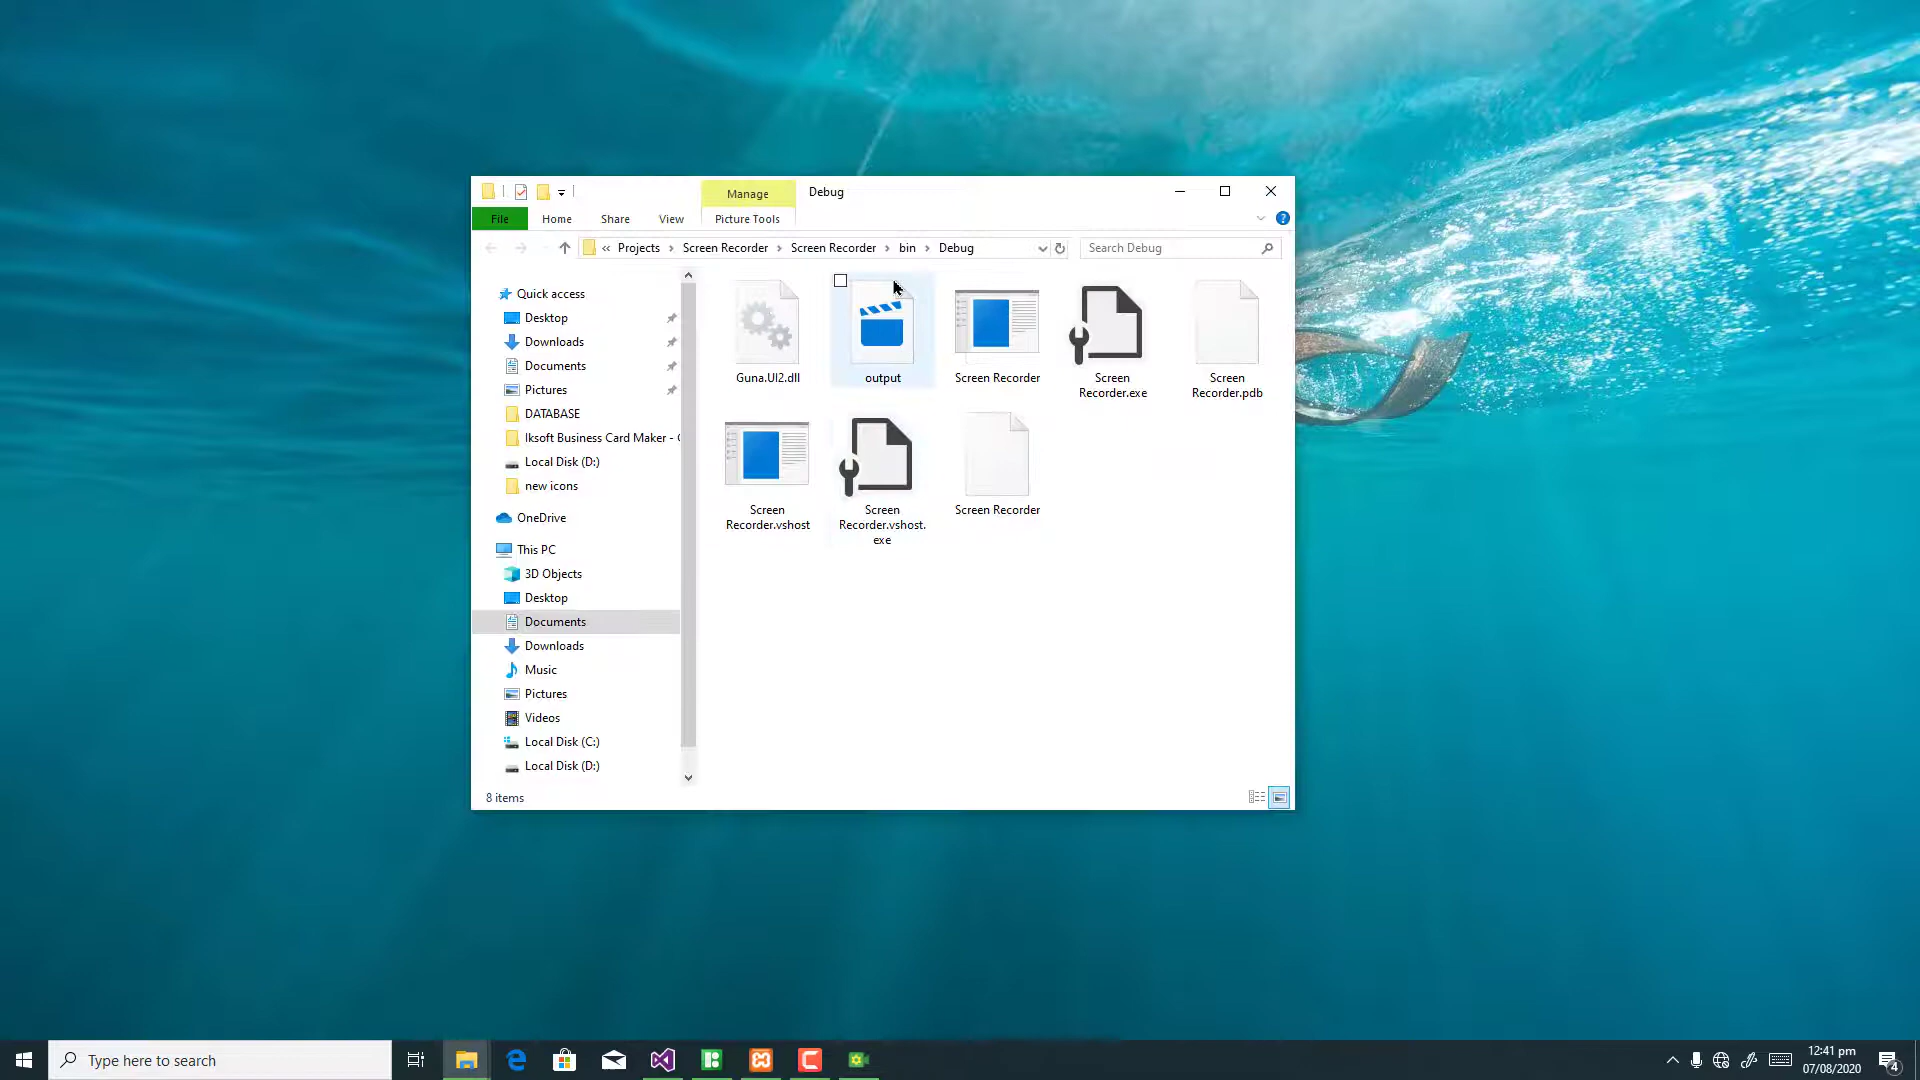 Manage
Debug
File
Home
Share
View
Picture Tools
« Projects › Screen Recorder › Screen Recorder › bin › Debug
Search Debug
Quick access
Desktop
Downloads
Documents
Pictures
DATABASE
Iksoft Business Card Maker -
Local Disk (D:)
new icons
OneDrive
This PC
3D Objects
Desktop
Documents
Downloads
Music
Pictures
Videos
Local Disk (C:)
Local Disk (D:)
Guna.UI2.dll
output
Screen Recorder
Screen
Recorder.exe
Screen
Recorder.pdb
Screen
Recorder.vshost
Screen
Recorder.vshost.
exe
Screen Recorder
8 items
Type here to search
12:41 pm
07/08/2020
4